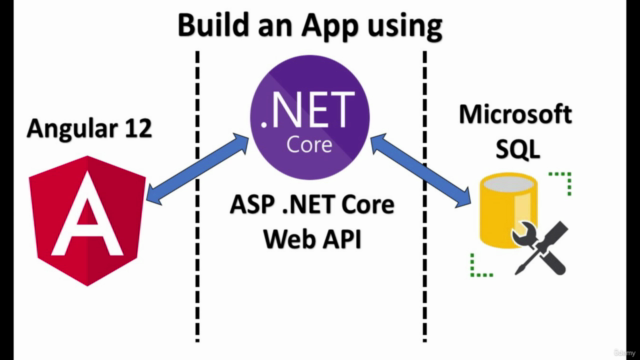 Build an App using
Angular 12
.NET
Core
Microsoft
SQL
A
ASP .NET Core
Web API